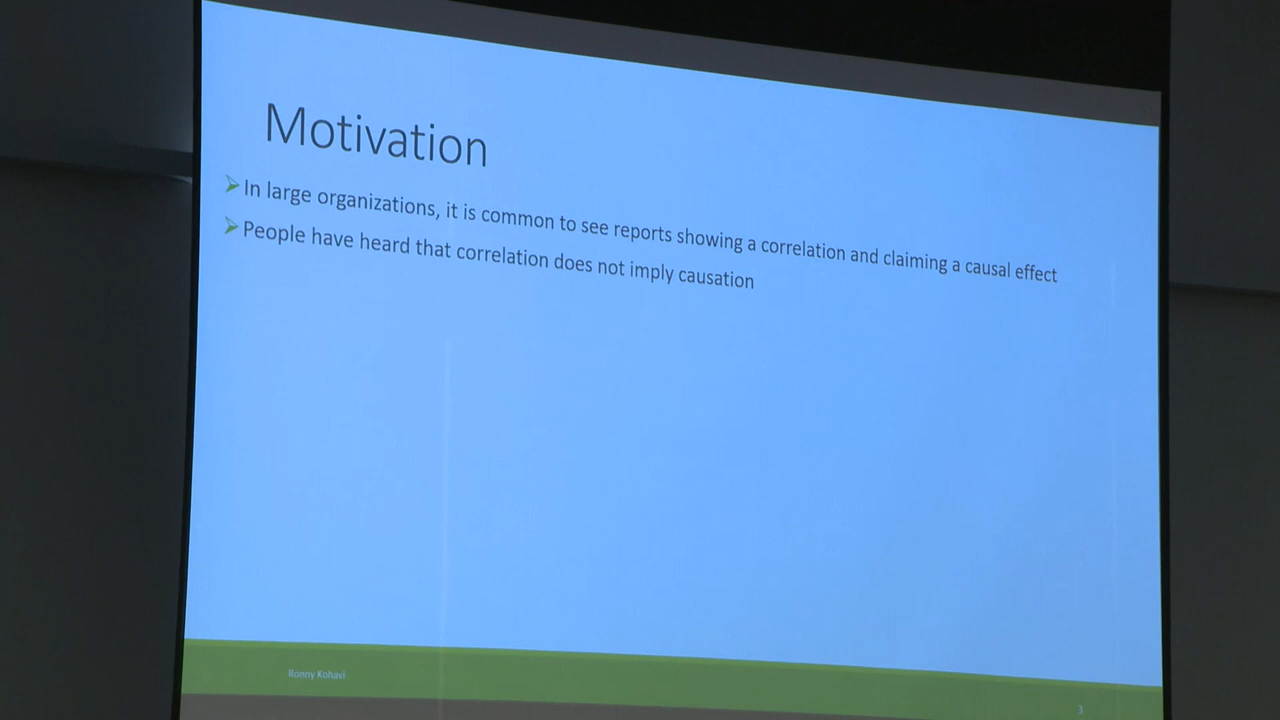 Motivation
In large organizations, it is common to see reports showing a correlation and claiming a causal effect
People have heard that correlation does not imply causation
Ronny Kohavi
3